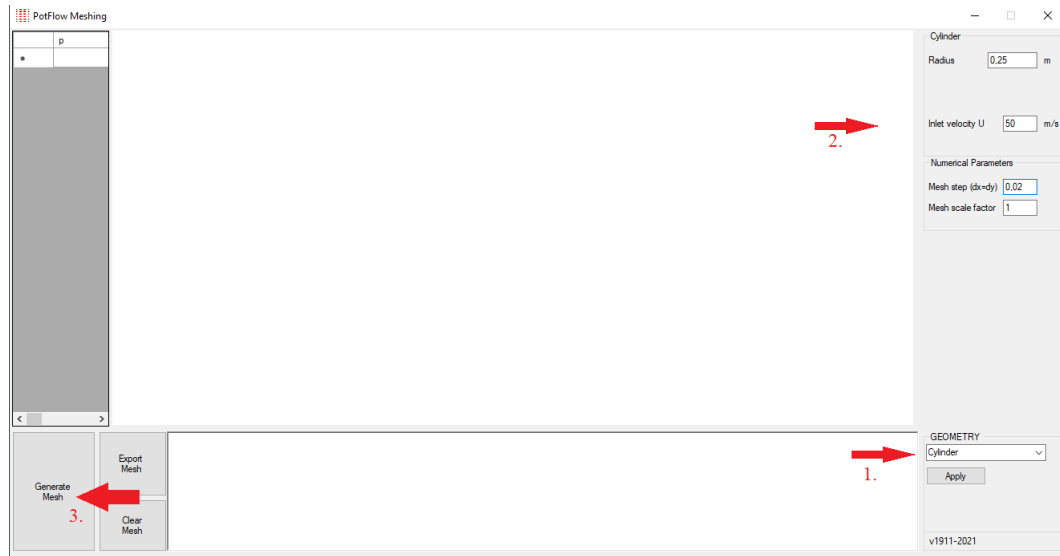 PotFlow Meshing
p
Cylinder
Radius 0,25 m
Inlet velocity U 50 m/s
2.
Numerical Parameters
Mesh step (dx=dy) 0,02
Mesh scale factor 1
GEOMETRY
Cylinder
1.
Apply
Export
Mesh
Generate
Mesh
3.
Clear
Mesh
v1911-2021